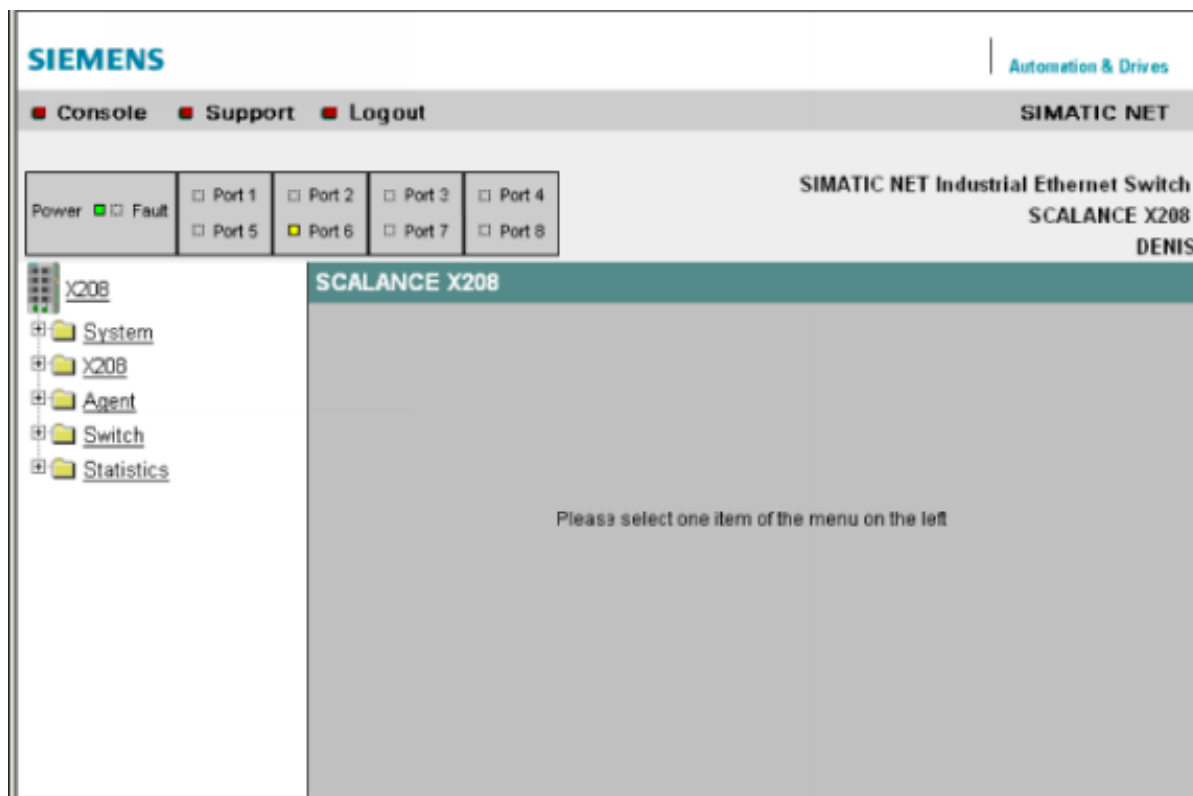 SIEMENS
Automation & Drives
Console Support Logout SIMATIC NET
Power Fault Port 1 Port 2 Port 3 Port 4
Port 5 Port 6 Port 7 Port 8
SIMATIC NET Industrial Ethernet Switch
SCALANCE X208
DENIS
X208
SCALANCE X208
System
X208
Agent
Switch
Statistics
Please select one item of the menu on the left